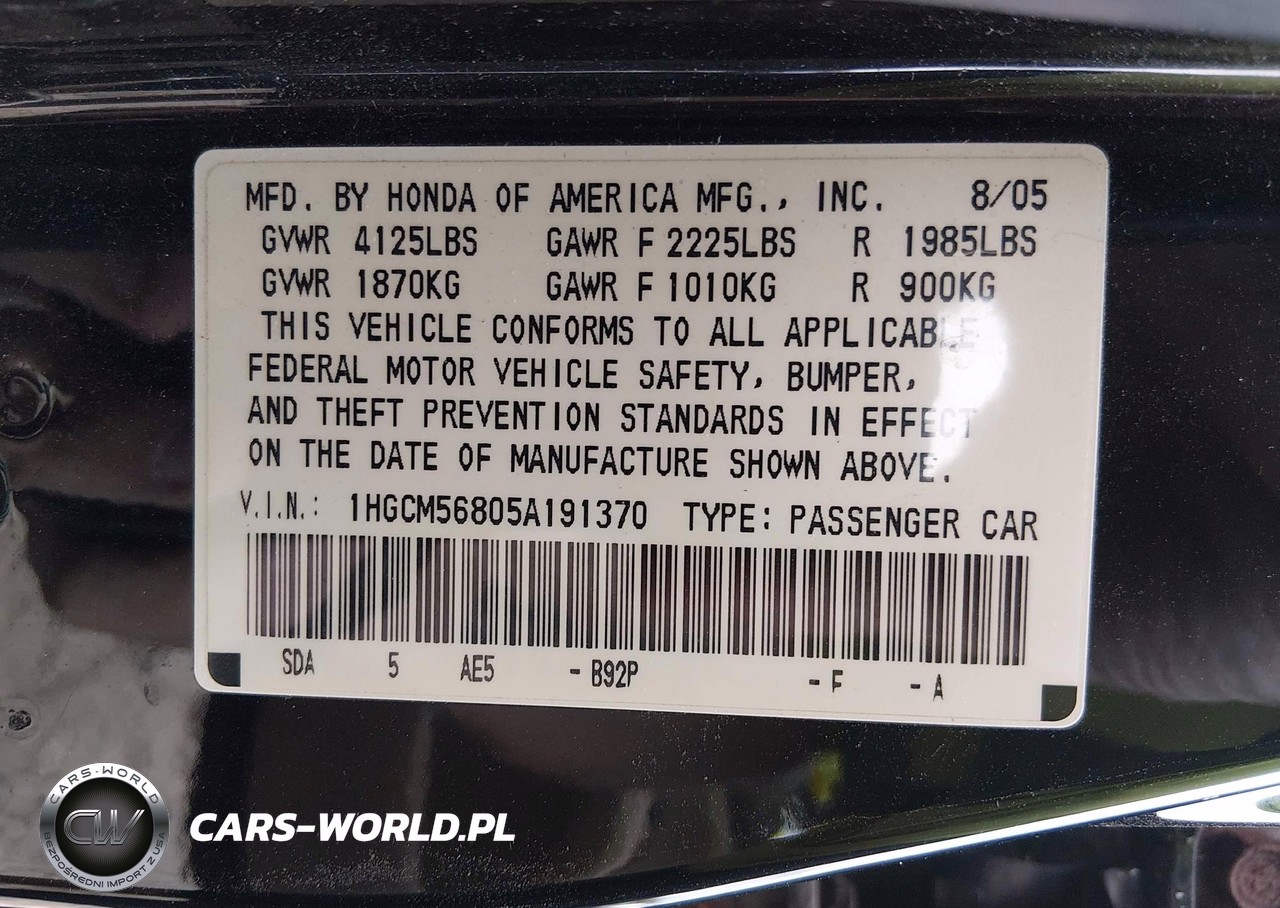 MFD. BY HONDA OF AMERICA MFG., INC. 8/05
GVWR 4125LBS GAWR F 2225LBS R 1985LBS
GVWR 1870KG GAWR F 1010KG R 900KG
THIS VEHICLE CONFORMS TO ALL APPLICABLE
FEDERAL MOTOR VEHICLE SAFETY, BUMPER,
AND THEFT PREVENTION STANDARDS IN EFFECT
ON THE DATE OF MANUFACTURE SHOWN ABOVE.
V.I.N.: 1HGCM56805A191370 TYPE: PASSENGER CAR
SDA 5 AE5 -B92P -F -A
CARS-WORLD
CW
BEZPOŚREDNI IMPORT Z USA
CARS-WORLD.PL